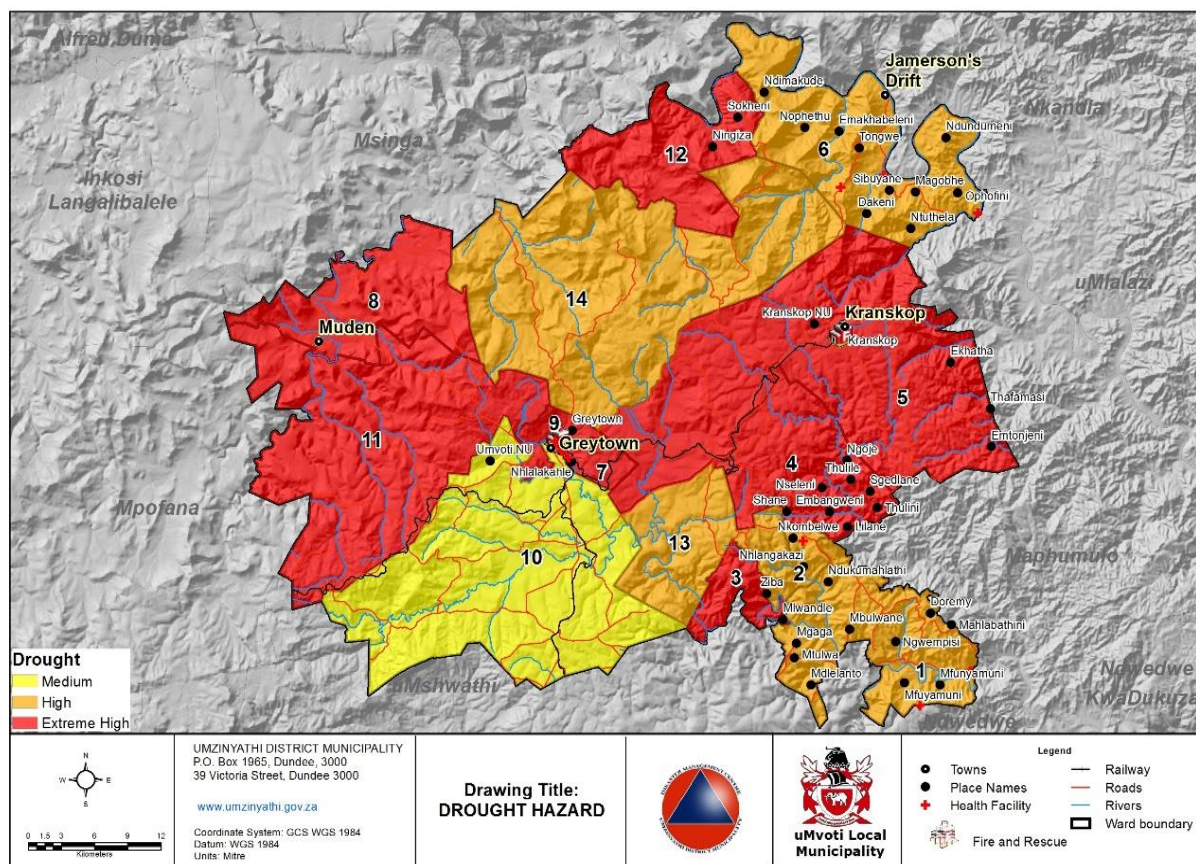 Alfred Duma
Jamerson's
Drift
Ndimakude
Nkandla
Sokheni
Nophethu
Emakhabeleni
Ndundumeni
Msinga
Ningiza
12
6
Tongwe
Inkosi
Langalibalele
Sibuyane
Magobhe
Ophofini
Dakeni
Ntuthela
uMlalazi
8
14
Muden
Kranskop NU
Kranskop
Kranskop
Ekhatha
5
Thafamasi
11
9
Greytown
Greytown
Emtonjeni
Umvoti NU
Nhlalakahle
7
4
Ngoje
Thulile
Nseleni
Sgedlane
Mpofana
Shane
Embangweni
Thulini
Nkombelwe
Lilane
10
13
Nhlangakazi
Maphumulo
3
2
Ziba
Ndukumahlathi
Mlwandle
Doremy
Mbulwane
Mahlabathini
Mgaga
Ngwempisi
Mtulwa
1
Mdlelanto
Mfunyamuni
Mfuyamuni
uMshwathi
Ndwedwe
KwaDukuza
Ndwedwe
Drought
Medium
High
Extreme High
N
W E
S
0 1.5 3 6 9 12
Kilometers
UMZINYATHI DISTRICT MUNICIPALITY
P.O. Box 1965, Dundee, 3000
39 Victoria Street, Dundee 3000
www.umzinyathi.gov.za
Coordinate System: GCS WGS 1984
Datum: WGS 1984
Units: Mitre
Drawing Title:
DROUGHT HAZARD
DISASTER MANAGEMENT CENTRE
UMZINYATHI DISTRICT MUNICIPALITY
uMvoti Local
Municipality
Legend
Towns
Place Names
Health Facility
Fire and Rescue
Railway
Roads
Rivers
Ward boundary